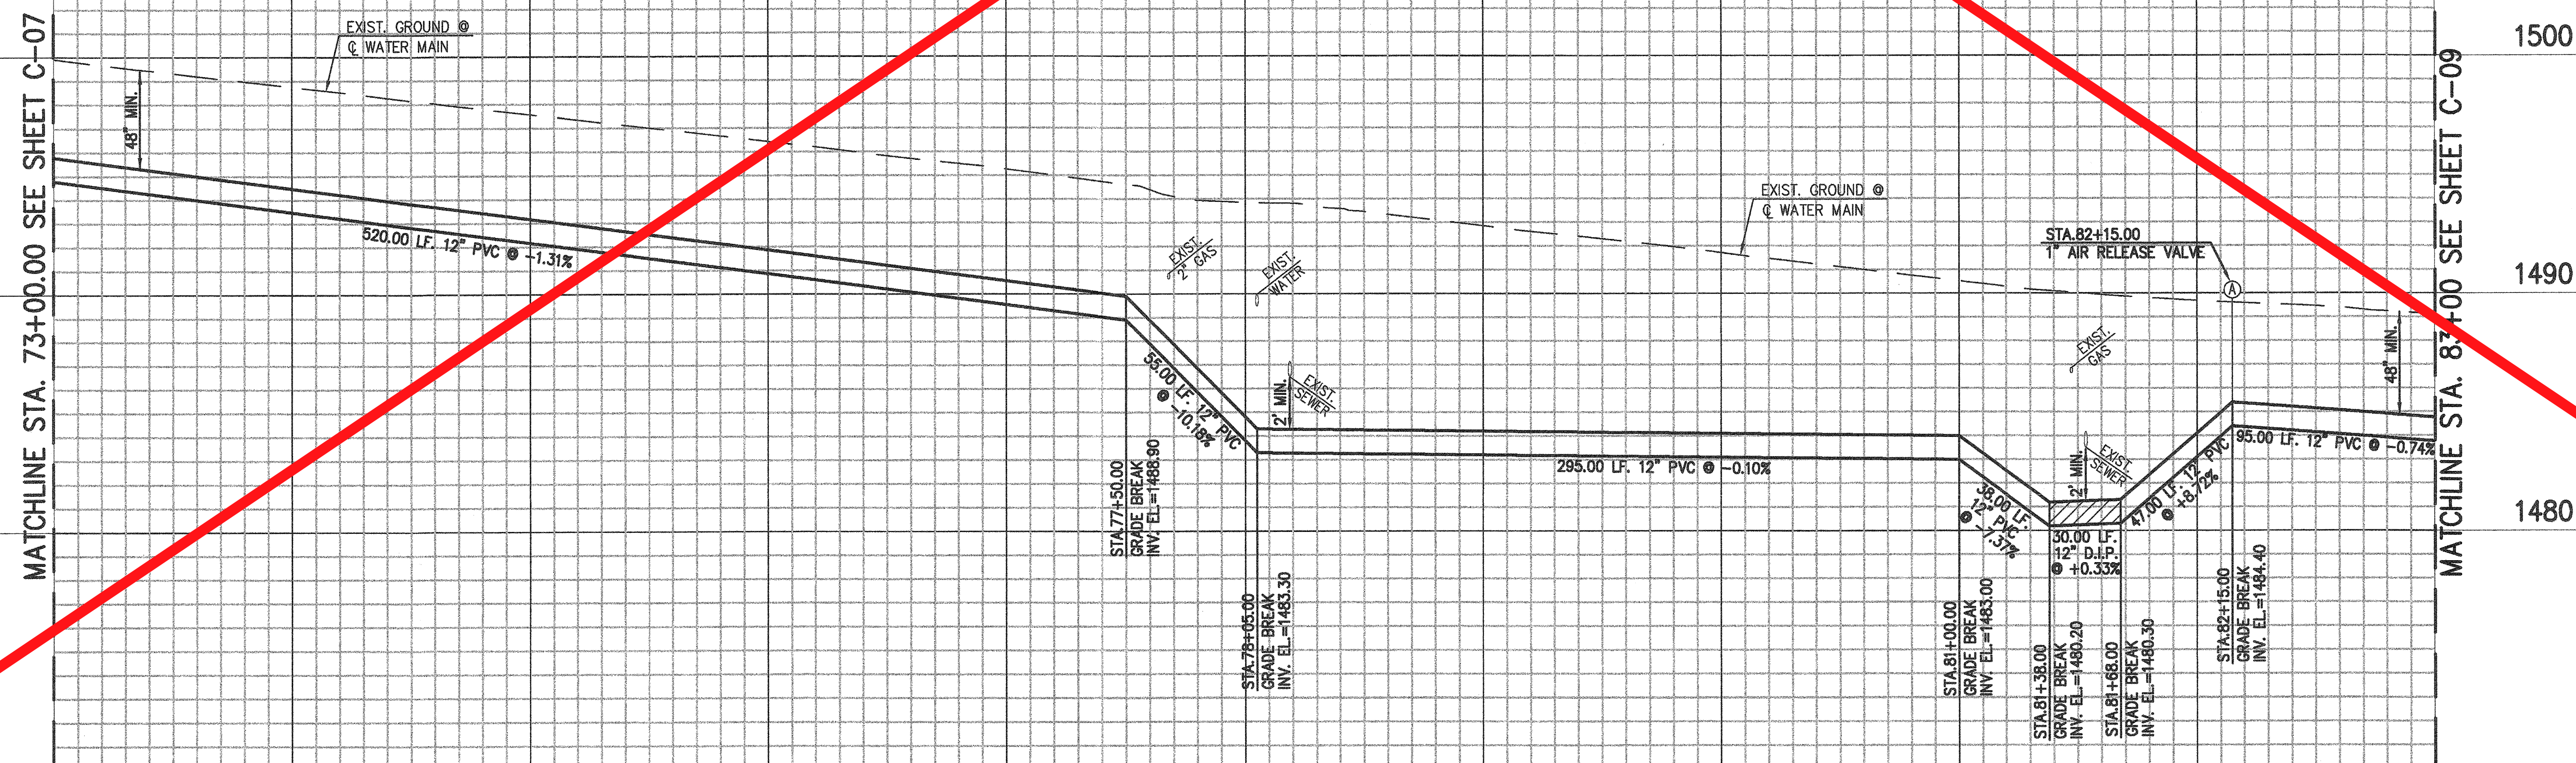 MATCHLINE STA. 73+00.00 SEE SHEET C-07
EXIST. GROUND @
℄ WATER MAIN
48" MIN.
520.00 LF. 12" PVC @ -1.31%
EXIST.
2" GAS
EXIST.
WATER
55.00 LF. 12" PVC
@ -10.18%
2' MIN.
EXIST.
SEWER
STA.77+50.00
GRADE BREAK
INV. EL.=1488.90
STA.78+05.00
GRADE BREAK
INV. EL.=1483.30
295.00 LF. 12" PVC @ -0.10%
EXIST. GROUND @
℄ WATER MAIN
STA.82+15.00
1" AIR RELEASE VALVE
A
EXIST.
GAS
2' MIN.
EXIST.
SEWER
38.00 LF.
12" PVC
@ -7.37%
30.00 LF.
12" D.I.P.
@ +0.33%
47.00 LF. 12" PVC
@ +8.72%
95.00 LF. 12" PVC @ -0.74%
48" MIN.
STA.81+00.00
GRADE BREAK
INV. EL.=1483.00
STA.81+38.00
GRADE BREAK
INV. EL.=1480.20
STA.81+68.00
GRADE BREAK
INV. EL.=1480.30
STA.82+15.00
GRADE BREAK
INV. EL.=1484.40
MATCHLINE STA. 83+00 SEE SHEET C-09
1500
1490
1480